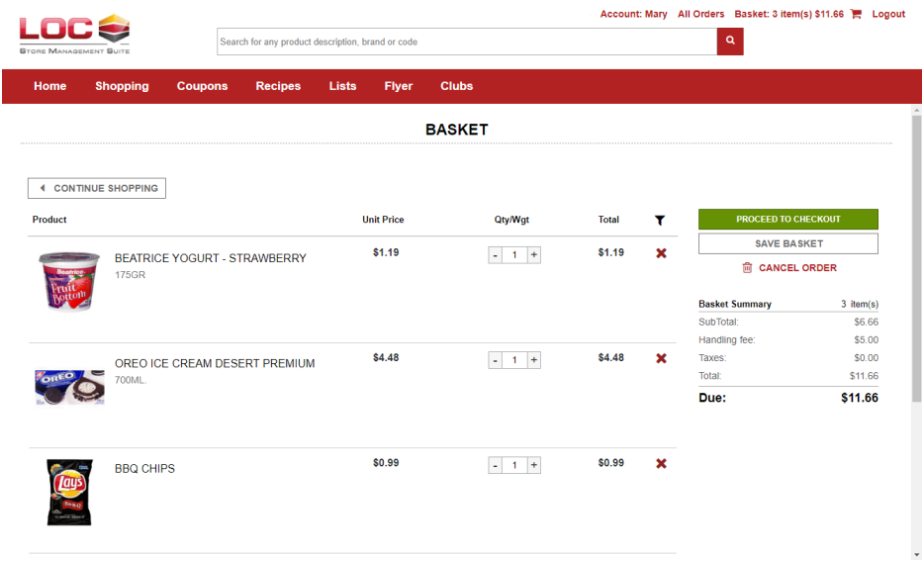 Account: Mary All Orders Basket: 3 item(s) $11.66 Logout
LOC
STORE MANAGEMENT SUITE
Search for any product description, brand or code
Home Shopping Coupons Recipes Lists Flyer Clubs
BASKET
CONTINUE SHOPPING
Product Unit Price Qty/Wgt Total
BEATRICE YOGURT - STRAWBERRY $1.19 - 1 + $1.19
175GR
Beatrice
Fruit
Bottom
OREO ICE CREAM DESERT PREMIUM $4.48 - 1 + $4.48
700ML.
OREO
BBQ CHIPS $0.99 - 1 + $0.99
Lays
PROCEED TO CHECKOUT
SAVE BASKET
CANCEL ORDER
Basket Summary 3 item(s)
SubTotal: $6.66
Handling fee: $5.00
Taxes: $0.00
Total: $11.66
Due: $11.66